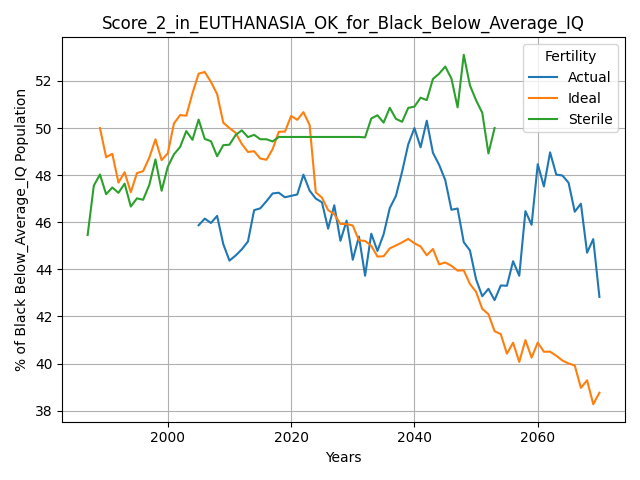 Score_2_in_EUTHANASIA_OK_for_Black_Below_Average_IQ
% of Black Below_Average_IQ Population
52
50
48
46
44
42
40
38
Fertility
Actual
Ideal
Sterile
2000
2020
2040
2060
Years